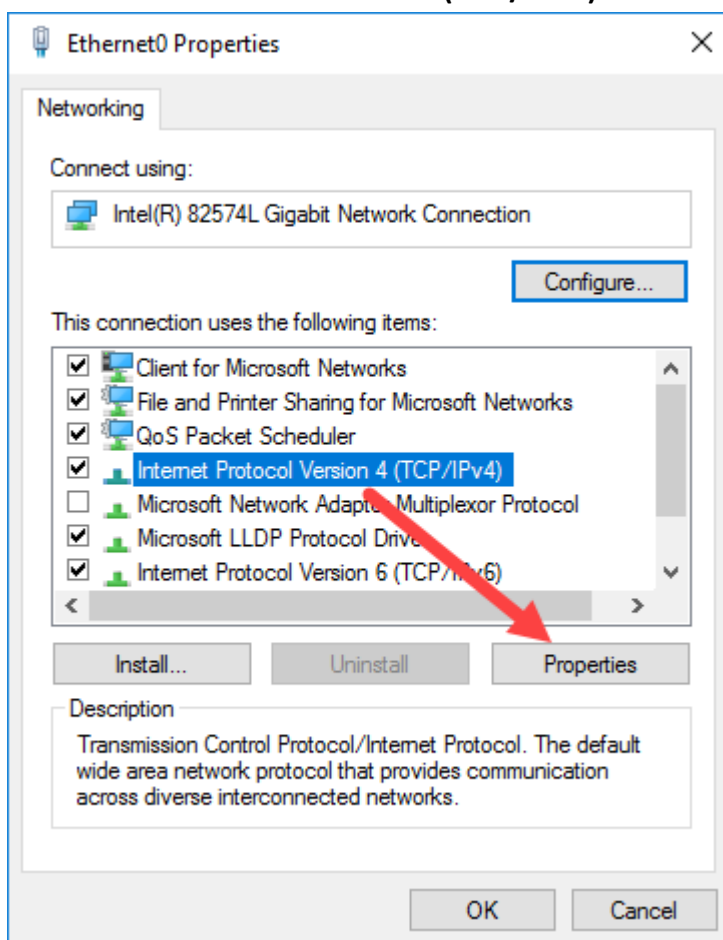 Ethernet0 Properties
Networking
Connect using:
Intel(R) 82574L Gigabit Network Connection
Configure...
This connection uses the following items:
Client for Microsoft Networks
File and Printer Sharing for Microsoft Networks
QoS Packet Scheduler
Internet Protocol Version 4 (TCP/IPv4)
Microsoft Network Adapter Multiplexor Protocol
Microsoft LLDP Protocol Driver
Internet Protocol Version 6 (TCP/IPv6)
Install...
Uninstall
Properties
Description
Transmission Control Protocol/Internet Protocol. The default
wide area network protocol that provides communication
across diverse interconnected networks.
OK
Cancel